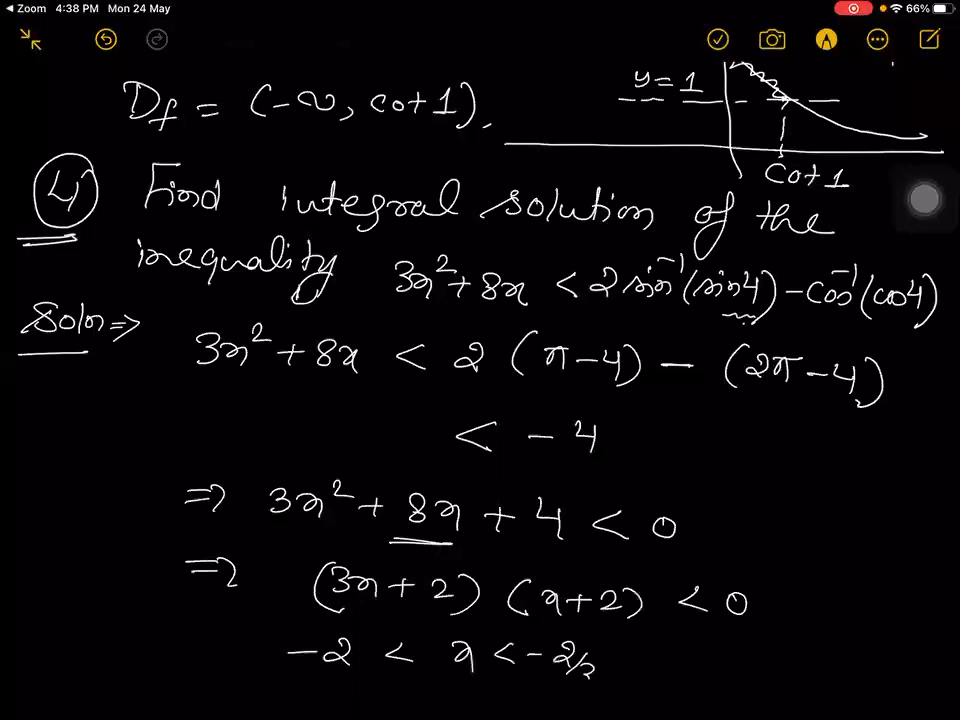 Zoom 4:38 PM Mon 24 May 66%
Df = (-∞, cot 1).
y = 1
cot 1
4 Find integral solution of the
inequality 3x² + 8x < 2 sin⁻¹(sin 4) - cos⁻¹(cos 4)
Soln ⇒
3x² + 8x < 2 (π - 4) - (2π - 4)
< - 4
⇒ 3x² + 8x + 4 < 0
⇒ (3x + 2) (x + 2) < 0
-2 < x < -2/3